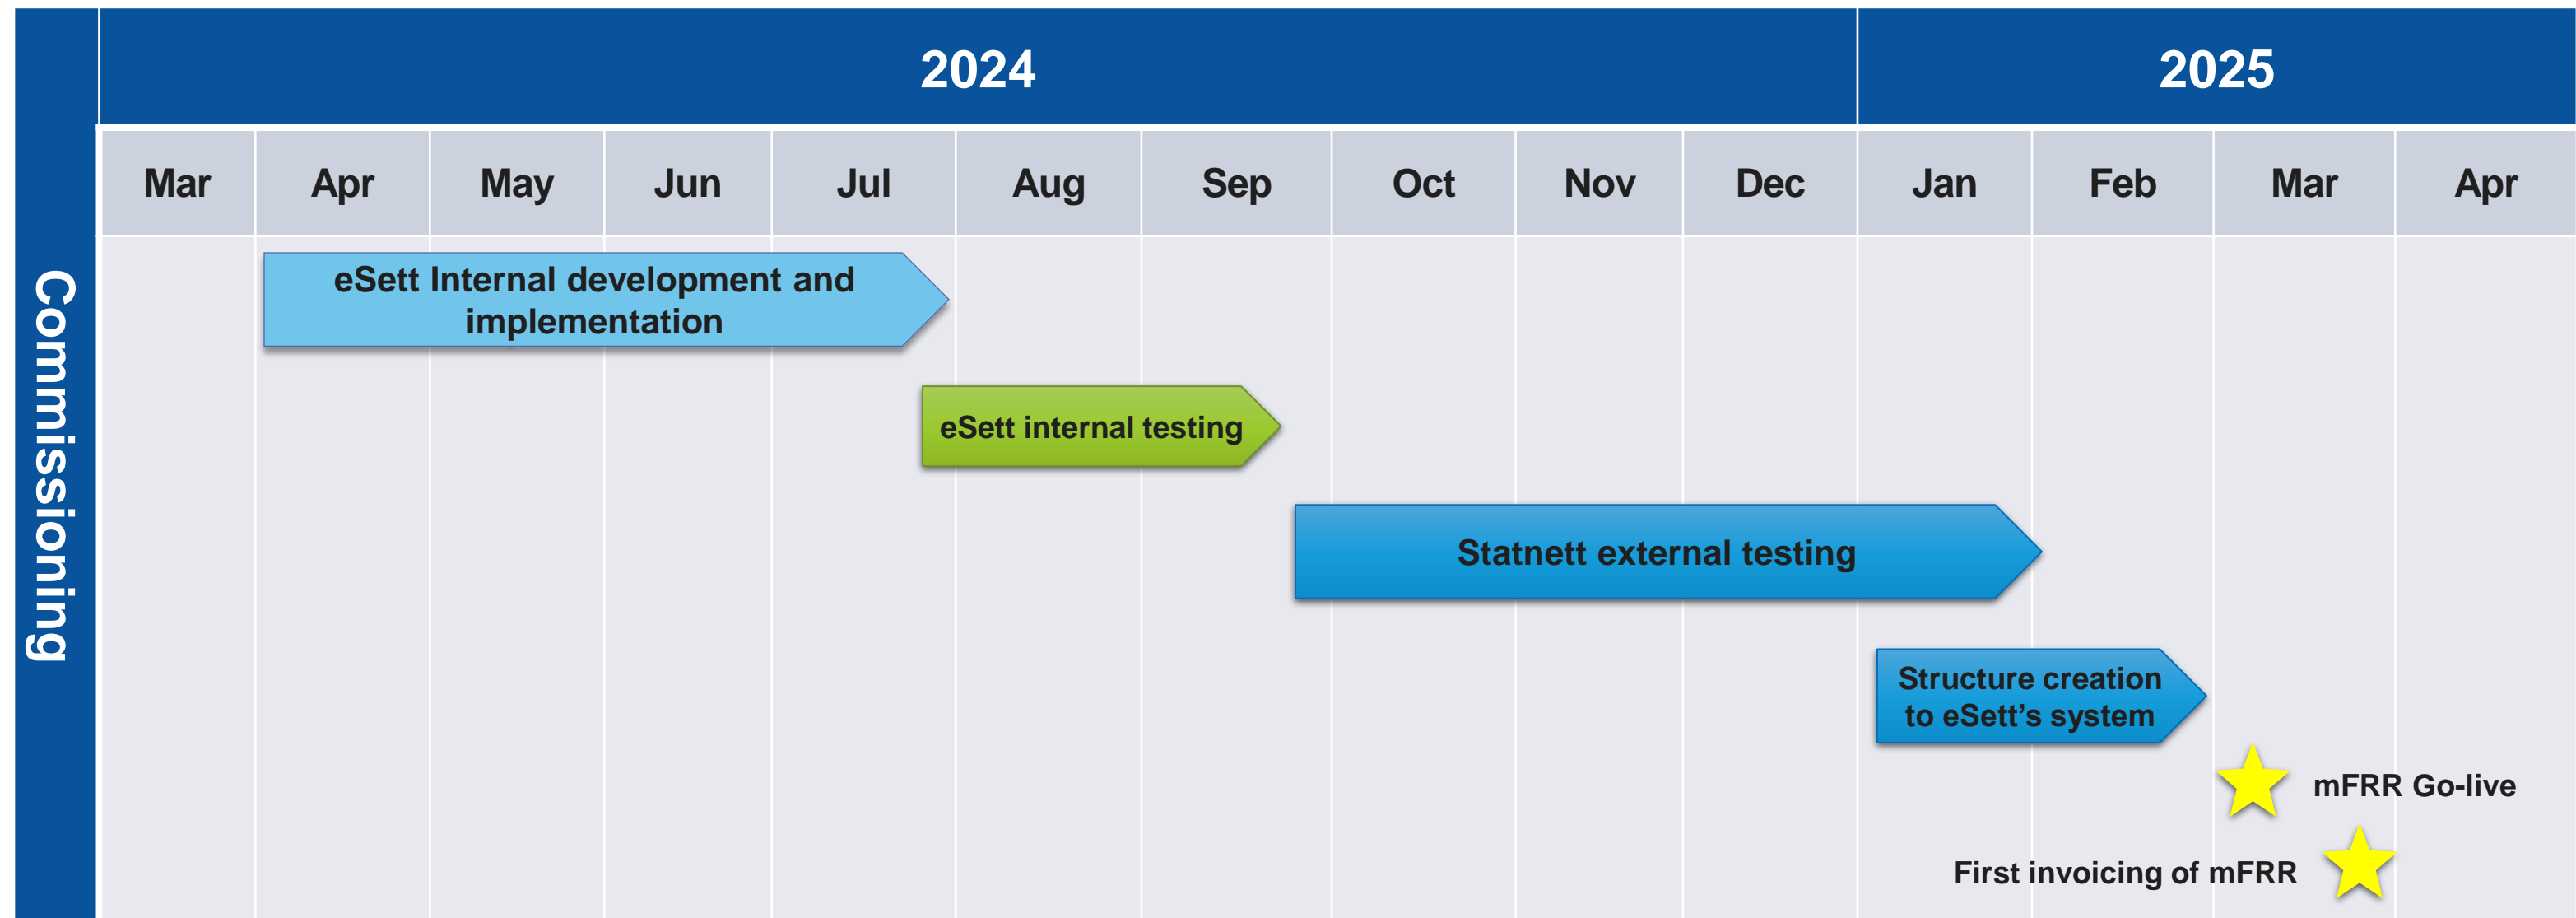 2024
2025
Mar
Apr
May
Jun
Jul
Aug
Sep
Oct
Nov
Dec
Jan
Feb
Mar
Apr
Commissioning
eSett Internal development and
implementation
eSett internal testing
Statnett external testing
Structure creation
to eSett’s system
mFRR Go-live
First invoicing of mFRR